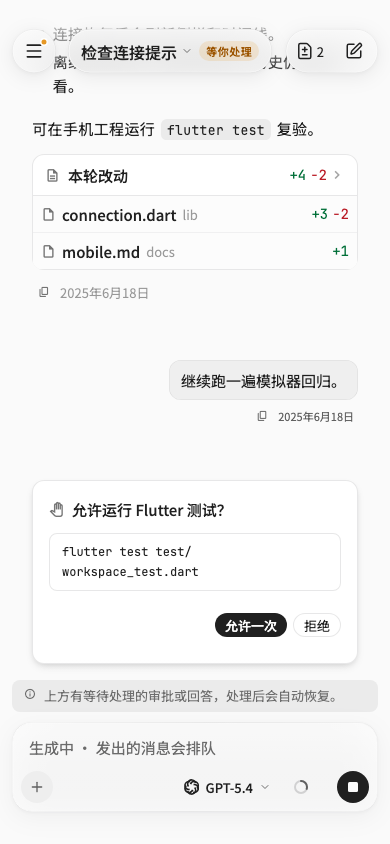 检查连接提示
等你处理
2
看。
可在手机工程运行 flutter test 复验。
本轮改动
+4 -2
connection.dart lib
+3 -2
mobile.md docs
+1
2025年6月18日
继续跑一遍模拟器回归。
2025年6月18日
允许运行 Flutter 测试?
flutter test test/
workspace_test.dart
允许一次
拒绝
上方有等待处理的审批或回答，处理后会自动恢复。
生成中 · 发出的消息会排队
GPT-5.4